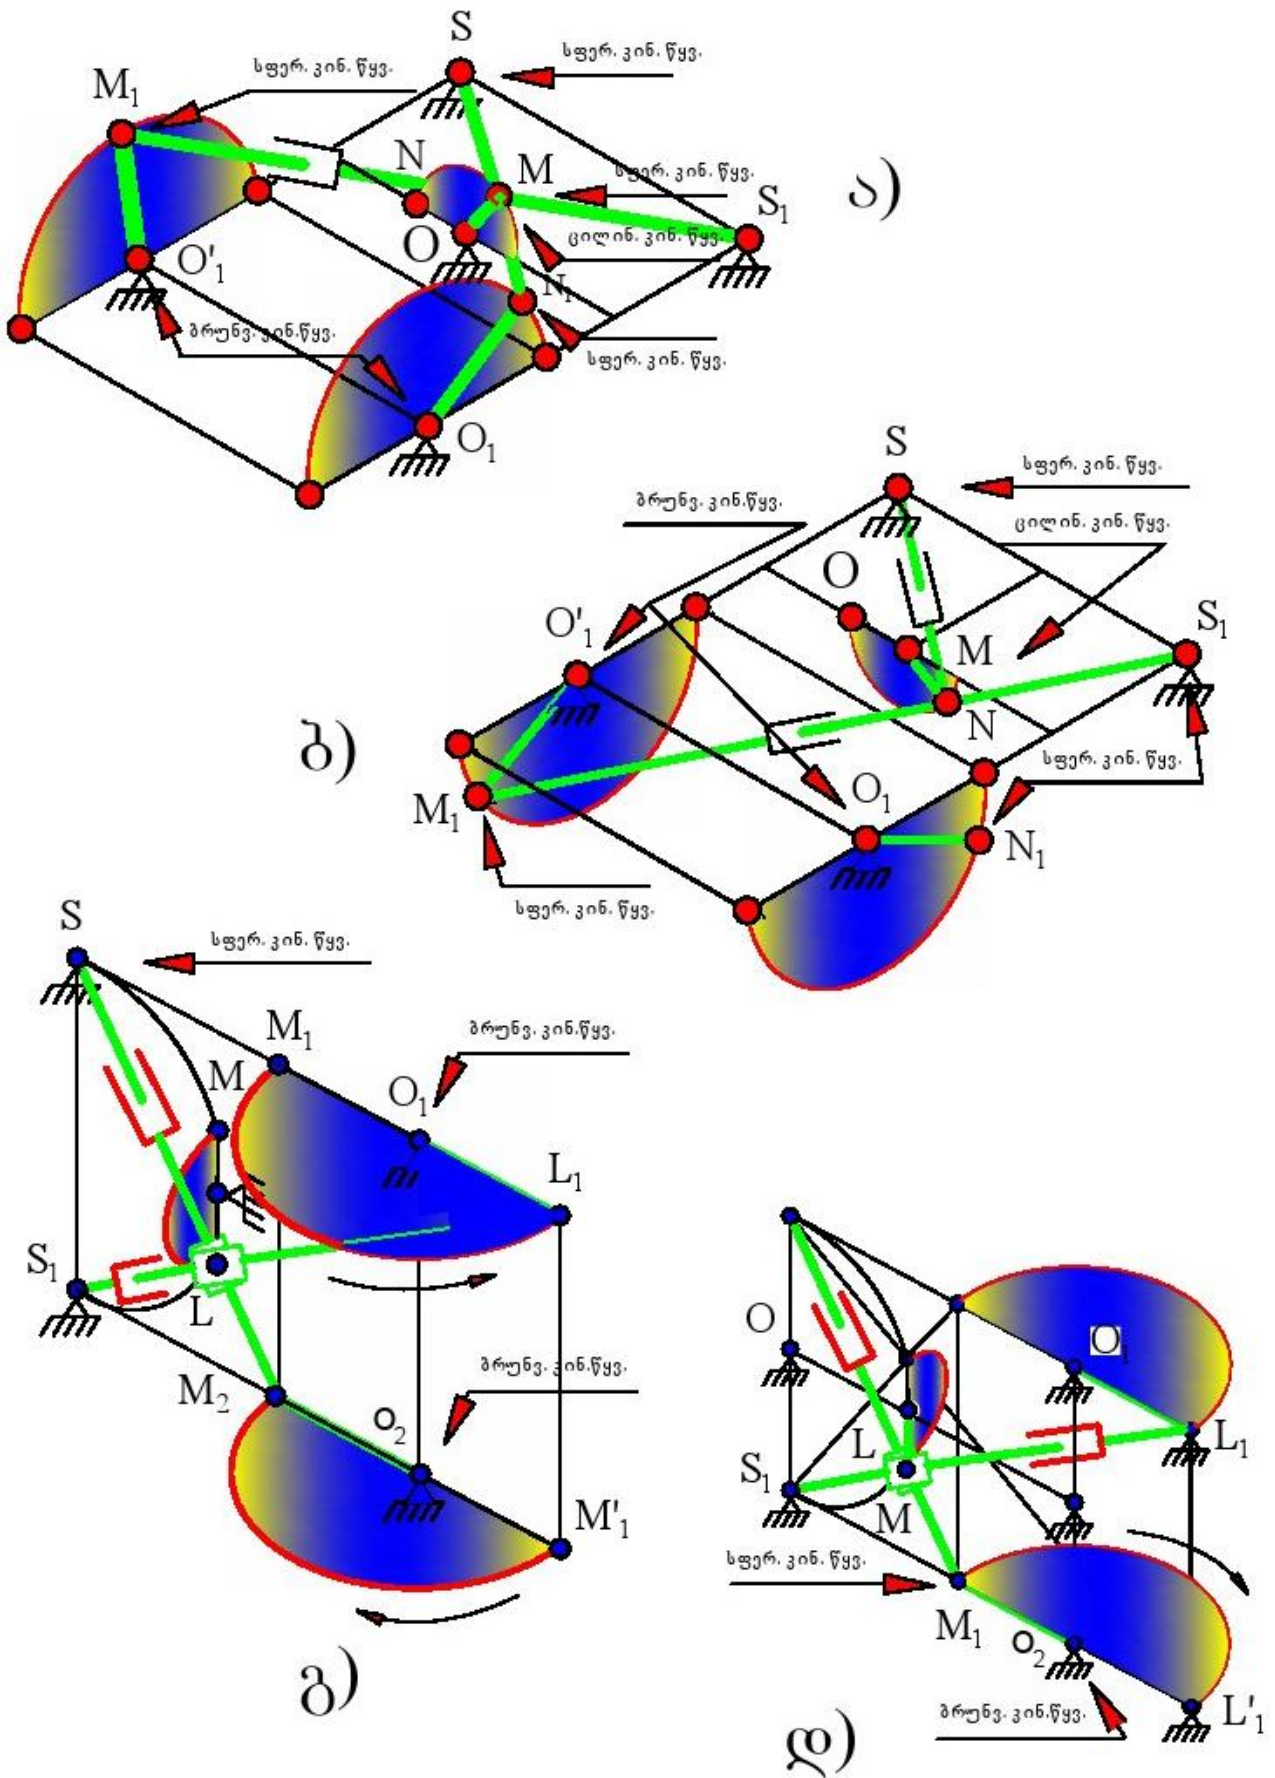 S
სფერ. კინ. წყვ.
სფერ. კინ. წყვ.
M₁
N
M
სფერ. კინ. წყვ.
ა)
S₁
O
ცილინ. კინ. წყვ.
O'₁
N₁
ბრუნვ. კინ.წყვ.
სფერ. კინ. წყვ.
O₁
S
სფერ. კინ. წყვ.
ბრუნვ. კინ.წყვ.
ცილინ. კინ. წყვ.
O
O'₁
S₁
M
N
ბ)
სფერ. კინ. წყვ.
O₁
M₁
N₁
სფერ. კინ. წყვ.
S
სფერ. კინ. წყვ.
M₁
ბრუნვ. კინ.წყვ.
M
O₁
L₁
S₁
L
ბრუნვ. კინ.წყვ.
M₂
O₂
M'₁
გ)
O
O₁
L
L₁
S₁
M
სფერ. კინ. წყვ.
M₁
O₂
L'₁
ბრუნვ. კინ.წყვ.
დ)